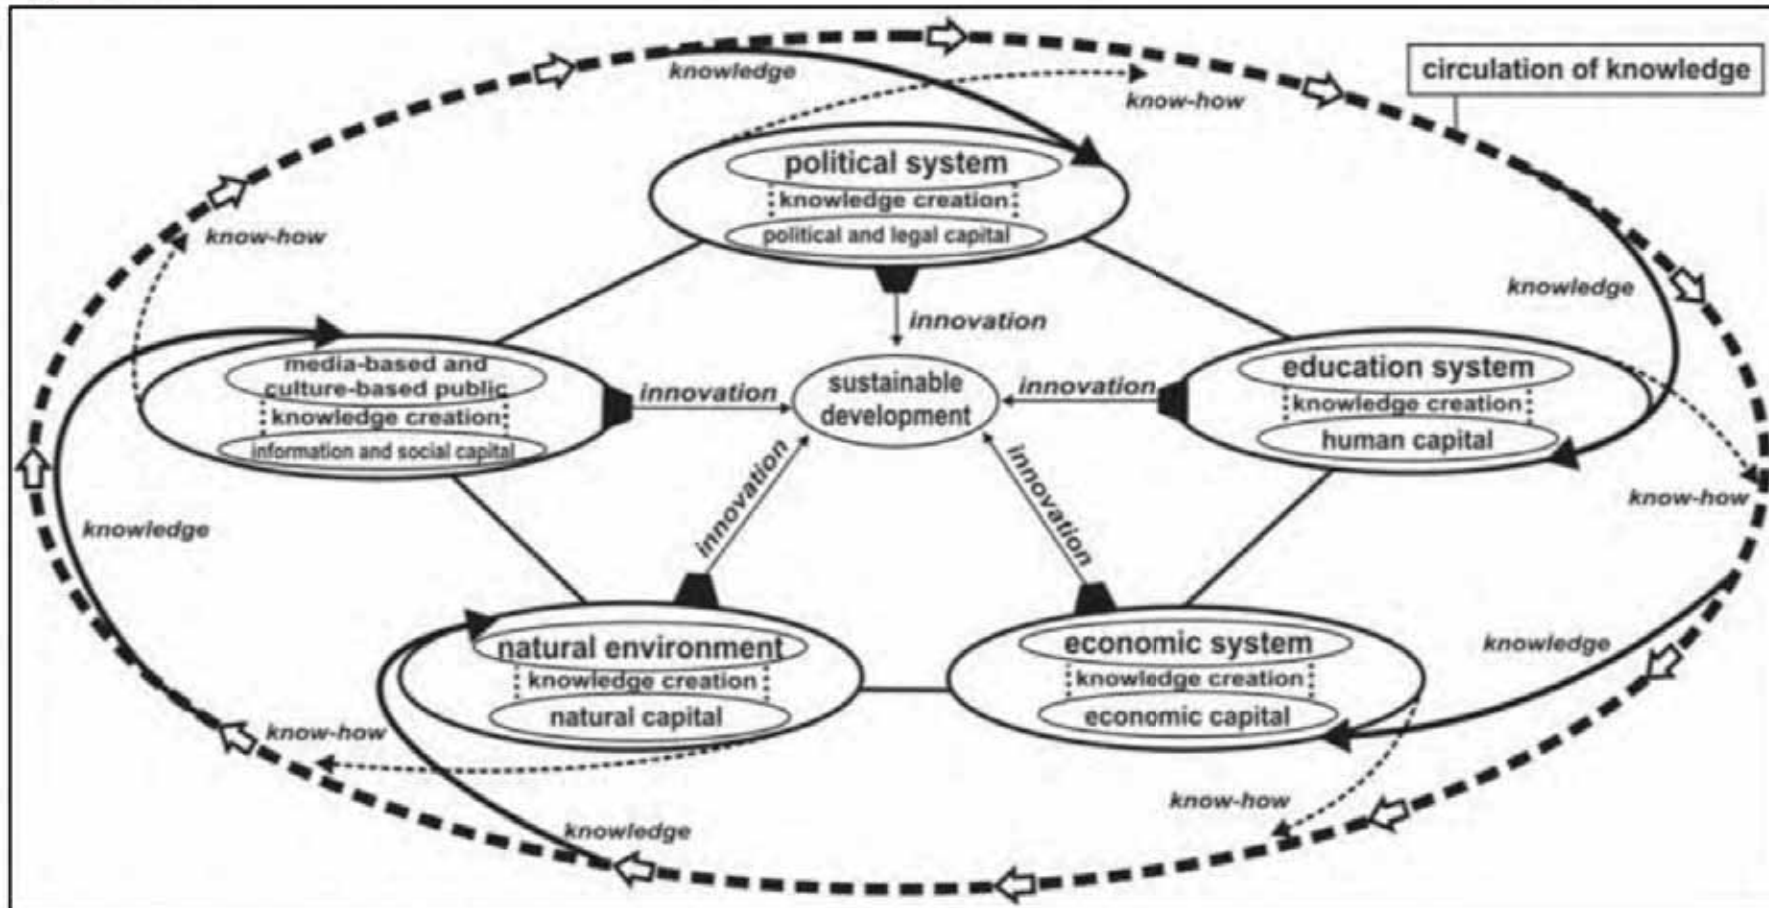 circulation of knowledge
knowledge
know-how
political system
knowledge creation
political and legal capital
know-how
knowledge
innovation
media-based and
culture-based public
knowledge creation
information and social capital
innovation
sustainable
development
innovation
education system
knowledge creation
human capital
know-how
knowledge
innovation
innovation
natural environment
knowledge creation
natural capital
economic system
knowledge creation
economic capital
knowledge
know-how
know-how
knowledge